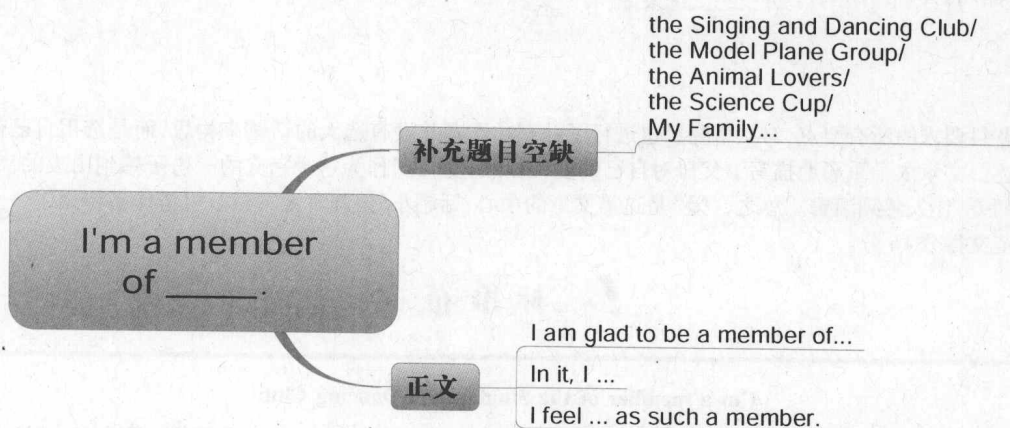 the Singing and Dancing Club/
the Model Plane Group/
the Animal Lovers/
the Science Cup/
My Family...
补充题目空缺
I'm a member
of _____.
I am glad to be a member of...
In it, I ...
正文
I feel ... as such a member.